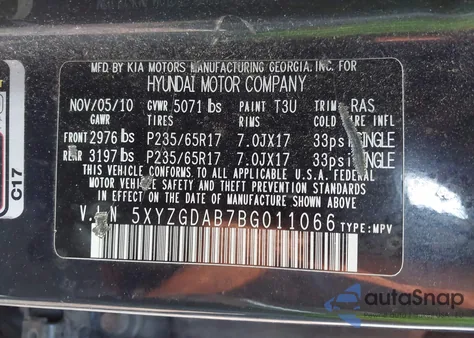 MFD. BY KIA MOTORS MANUFACTURING GEORGIA, INC. FOR
HYUNDAI MOTOR COMPANY
NOV/05/10 GVWR 5071 lbs PAINT T3U TRIM RAS
GAWR TIRES RIMS COLD TIRE INFL
FRONT 2976 lbs P235/65R17 7.0JX17 33psi SINGLE
REAR 3197 lbs P235/65R17 7.0JX17 33psi SINGLE
THIS VEHICLE CONFORMS TO ALL APPLICABLE U.S.A. FEDERAL
MOTOR VEHICLE SAFETY AND THEFT PREVENTION STANDARDS
IN EFFECT ON THE DATE OF MANUFACTURE SHOWN ABOVE.
V.I.N 5XYZGDAB7BG011066 TYPE: MPV
C17
autoSnap